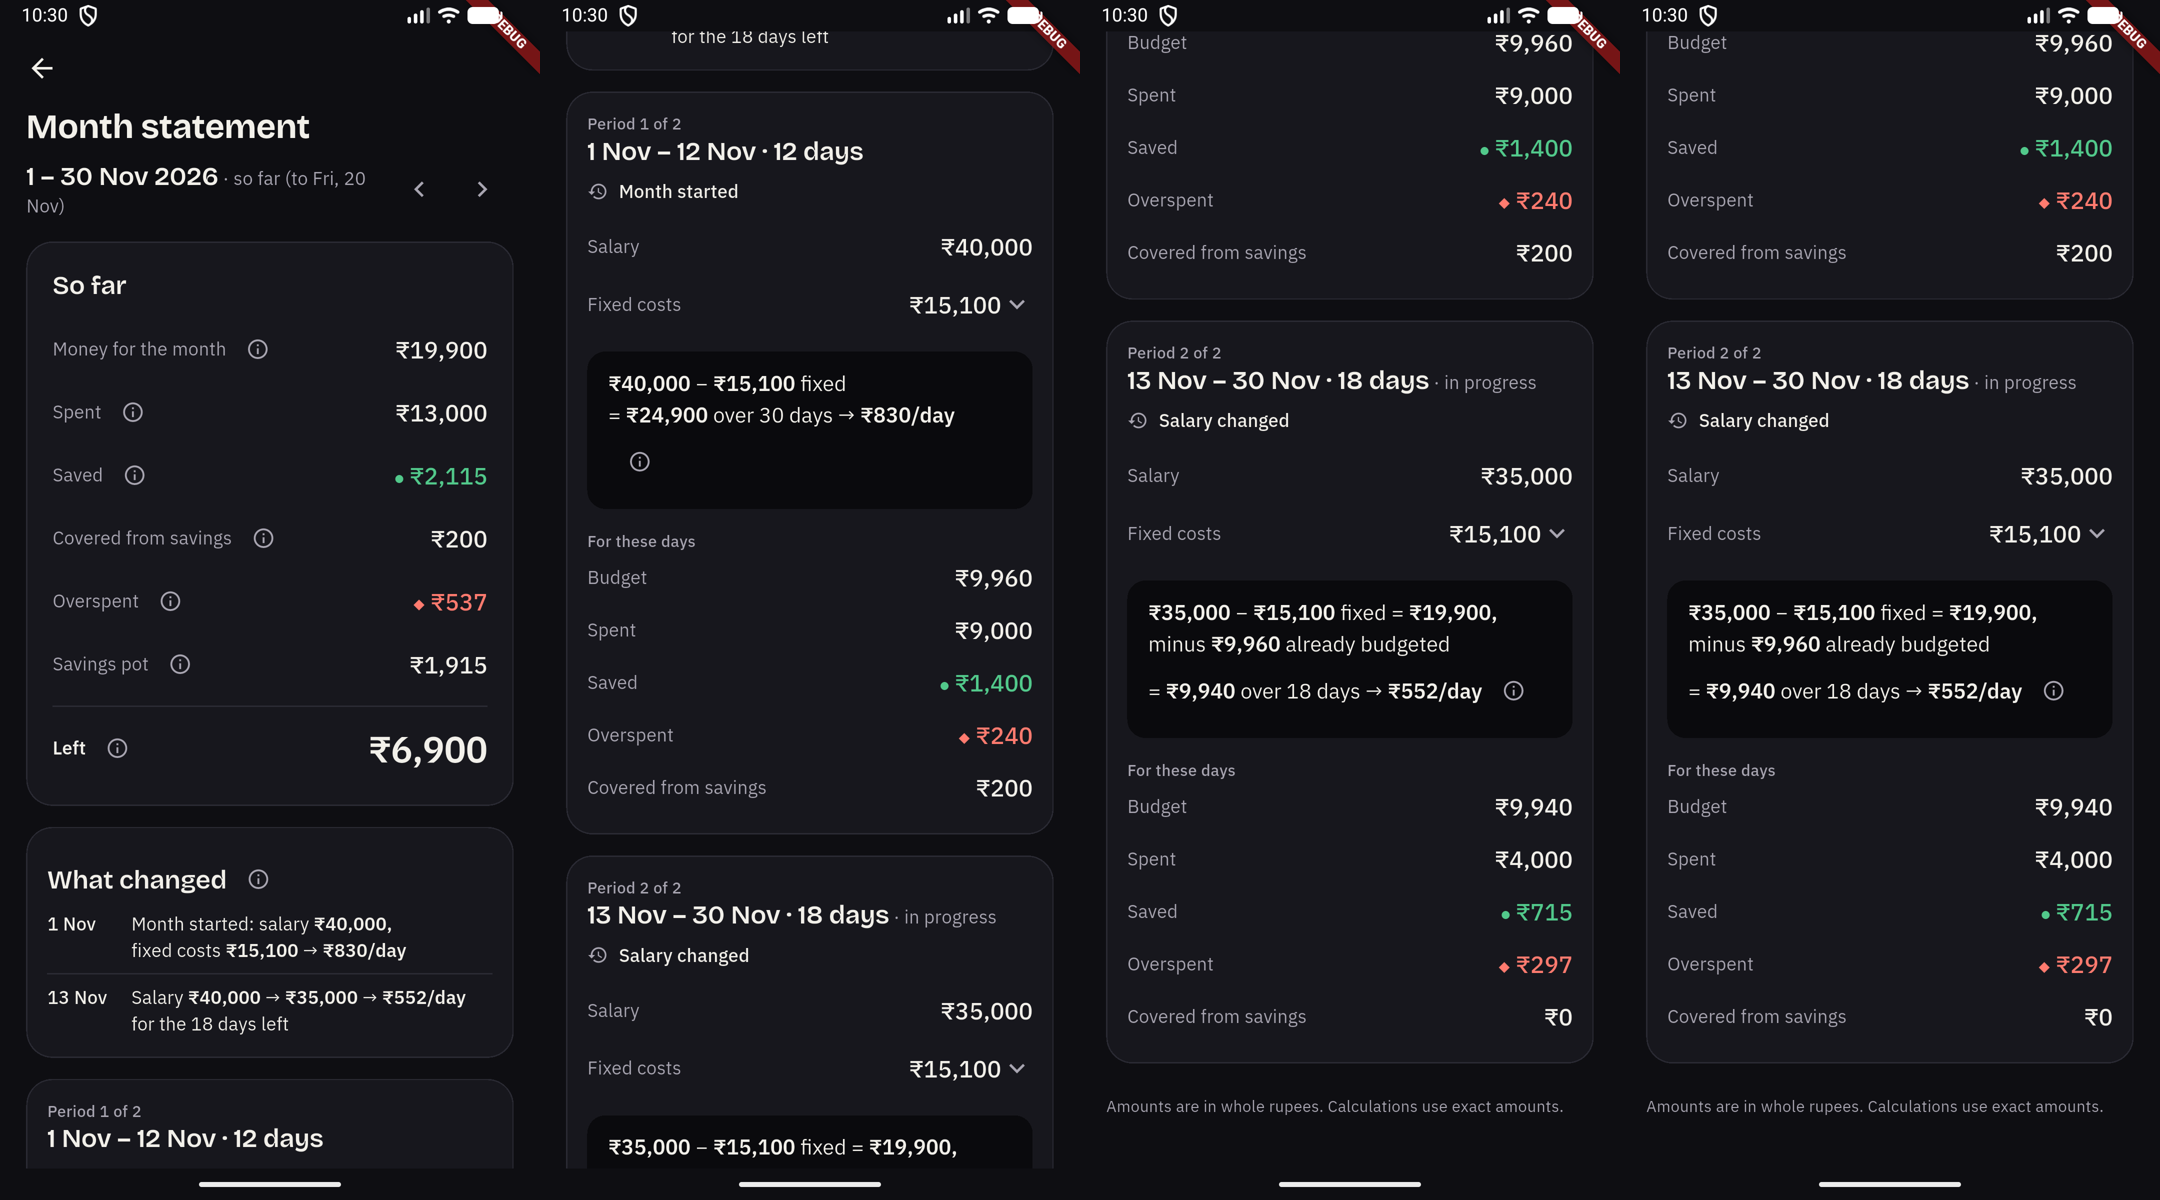 10:30
EBUG
Month statement
1 – 30 Nov 2026 · so far (to Fri, 20
Nov)
So far
Money for the month ₹19,900
Spent ₹13,000
Saved ₹2,115
Covered from savings ₹200
Overspent ₹537
Savings pot ₹1,915
Left ₹6,900
What changed
1 Nov Month started: salary ₹40,000,
fixed costs ₹15,100 → ₹830/day
13 Nov Salary ₹40,000 → ₹35,000 → ₹552/day
for the 18 days left
Period 1 of 2
1 Nov – 12 Nov · 12 days
10:30
EBUG
for the 18 days left
Period 1 of 2
1 Nov – 12 Nov · 12 days
Month started
Salary ₹40,000
Fixed costs ₹15,100
₹40,000 – ₹15,100 fixed
= ₹24,900 over 30 days → ₹830/day
For these days
Budget ₹9,960
Spent ₹9,000
Saved ₹1,400
Overspent ₹240
Covered from savings ₹200
Period 2 of 2
13 Nov – 30 Nov · 18 days · in progress
Salary changed
Salary ₹35,000
Fixed costs ₹15,100
₹35,000 – ₹15,100 fixed = ₹19,900,
10:30
EBUG
Budget ₹9,960
Spent ₹9,000
Saved ₹1,400
Overspent ₹240
Covered from savings ₹200
Period 2 of 2
13 Nov – 30 Nov · 18 days · in progress
Salary changed
Salary ₹35,000
Fixed costs ₹15,100
₹35,000 – ₹15,100 fixed = ₹19,900,
minus ₹9,960 already budgeted
= ₹9,940 over 18 days → ₹552/day
For these days
Budget ₹9,940
Spent ₹4,000
Saved ₹715
Overspent ₹297
Covered from savings ₹0
Amounts are in whole rupees. Calculations use exact amounts.
10:30
EBUG
Budget ₹9,960
Spent ₹9,000
Saved ₹1,400
Overspent ₹240
Covered from savings ₹200
Period 2 of 2
13 Nov – 30 Nov · 18 days · in progress
Salary changed
Salary ₹35,000
Fixed costs ₹15,100
₹35,000 – ₹15,100 fixed = ₹19,900,
minus ₹9,960 already budgeted
= ₹9,940 over 18 days → ₹552/day
For these days
Budget ₹9,940
Spent ₹4,000
Saved ₹715
Overspent ₹297
Covered from savings ₹0
Amounts are in whole rupees. Calculations use exact amounts.